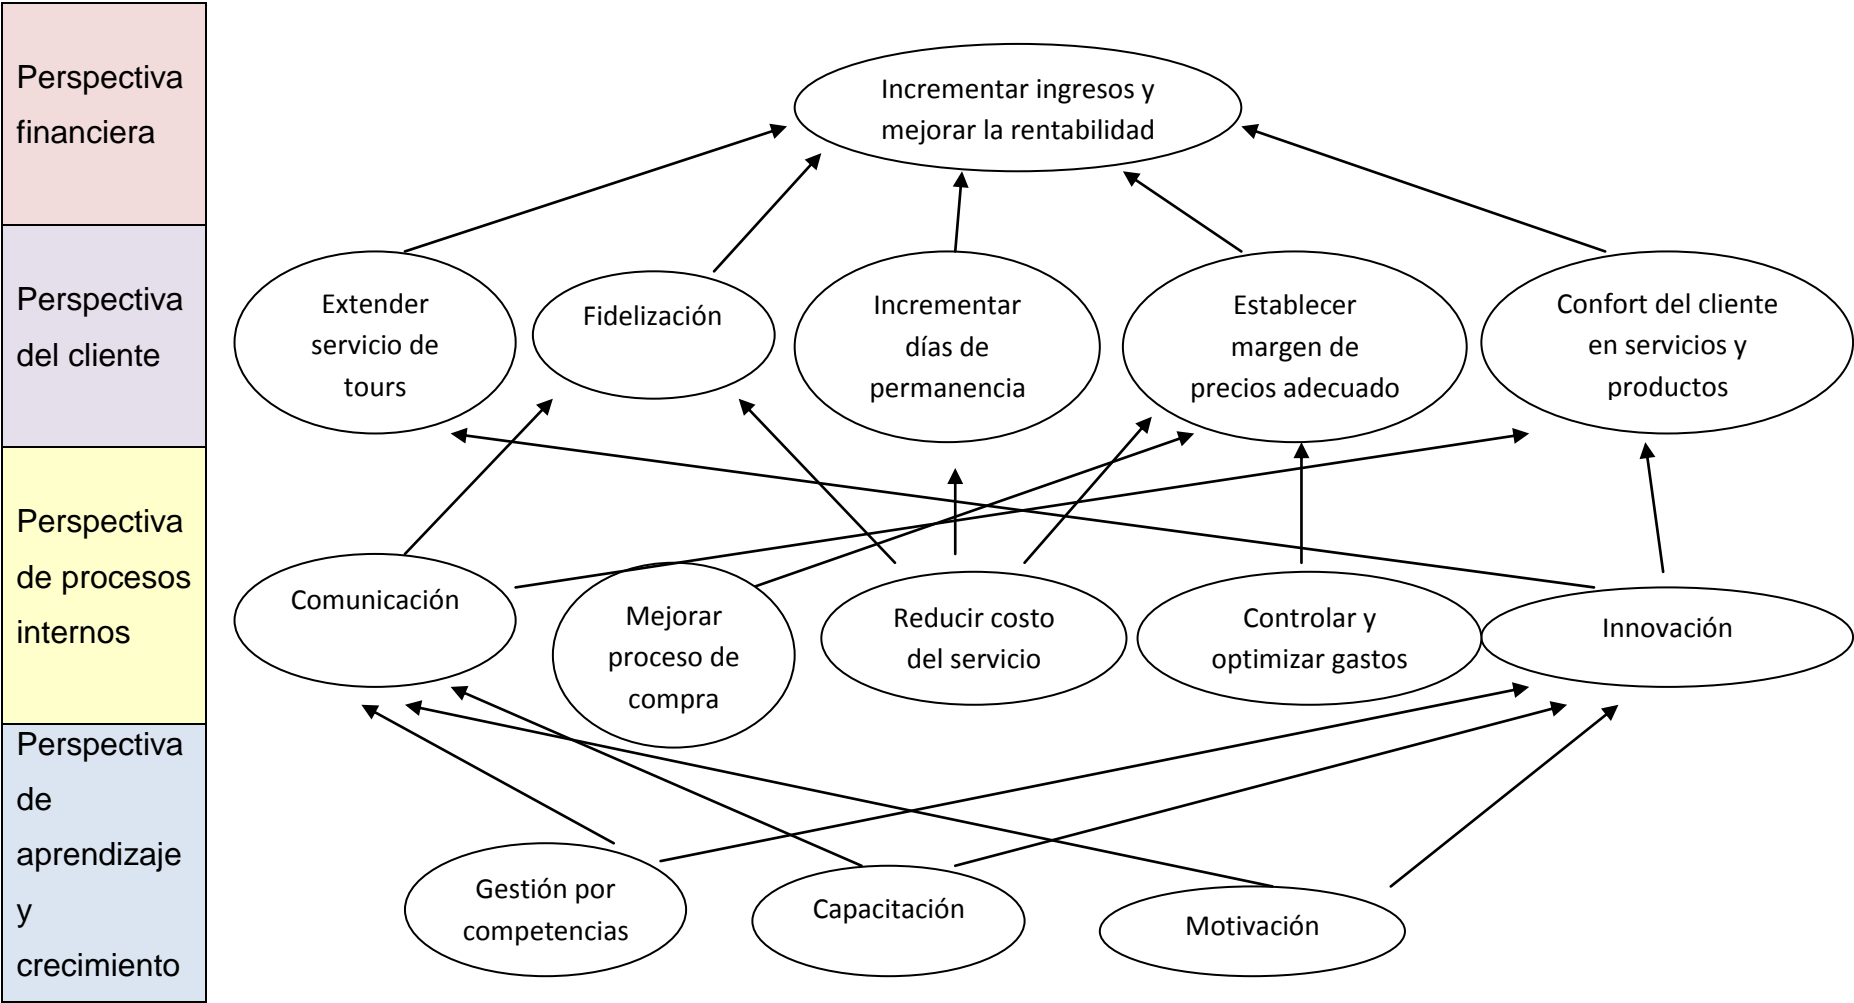 Perspectiva
financiera
Incrementar ingresos y
mejorar la rentabilidad
Perspectiva
del cliente
Extender
servicio de
tours
Fidelización
Incrementar
días de
permanencia
Establecer
margen de
precios adecuado
Confort del cliente
en servicios y
productos
Perspectiva
de procesos
internos
Comunicación
Mejorar
proceso de
compra
Reducir costo
del servicio
Controlar y
optimizar gastos
Innovación
Perspectiva
de
aprendizaje
y
crecimiento
Gestión por
competencias
Capacitación
Motivación